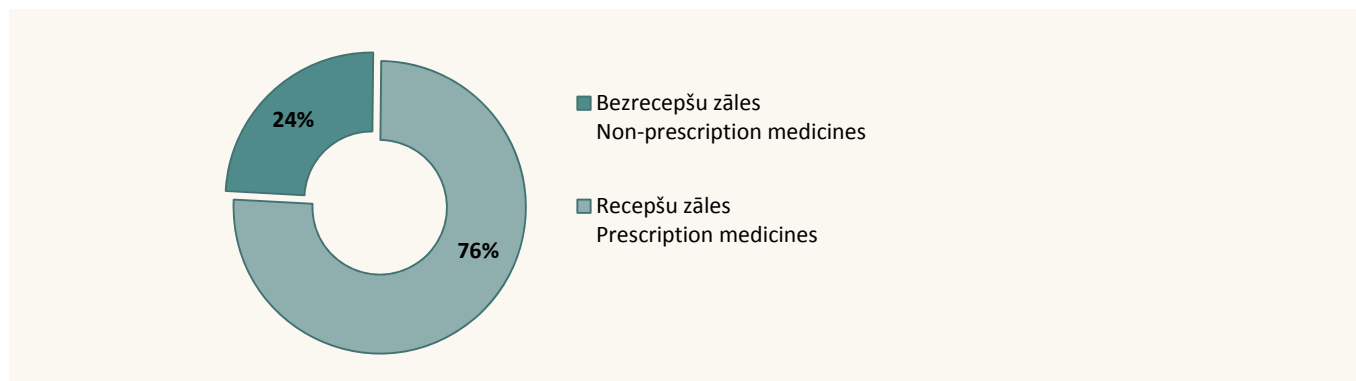 24%
76%
Bezrecepšu zāles
Non-prescription medicines
Recepšu zāles
Prescription medicines